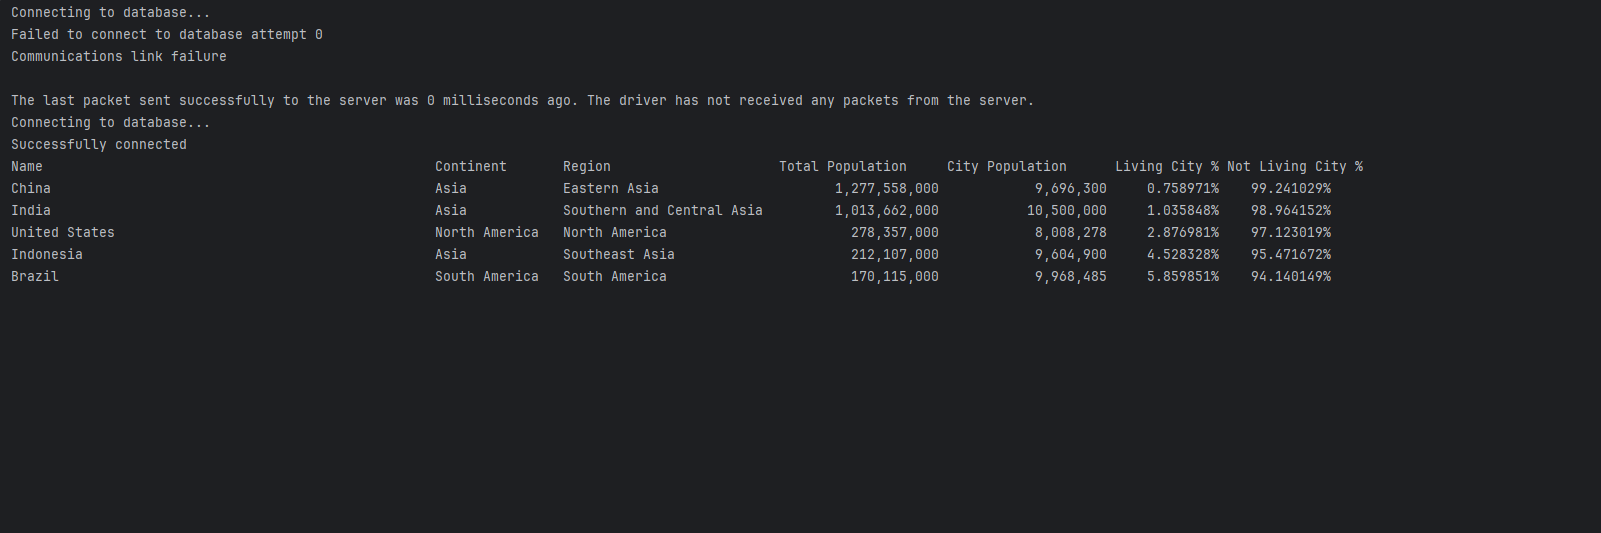 Connecting to database...
Failed to connect to database attempt 0
Communications link failure
The last packet sent successfully to the server was 0 milliseconds ago. The driver has not received any packets from the server.
Connecting to database...
Successfully connected
Name Continent Region Total Population City Population Living City % Not Living City %
China Asia Eastern Asia 1,277,558,000 9,696,300 0.758971% 99.241029%
India Asia Southern and Central Asia 1,013,662,000 10,500,000 1.035848% 98.964152%
United States North America North America 278,357,000 8,008,278 2.876981% 97.123019%
Indonesia Asia Southeast Asia 212,107,000 9,604,900 4.528328% 95.471672%
Brazil South America South America 170,115,000 9,968,485 5.859851% 94.140149%